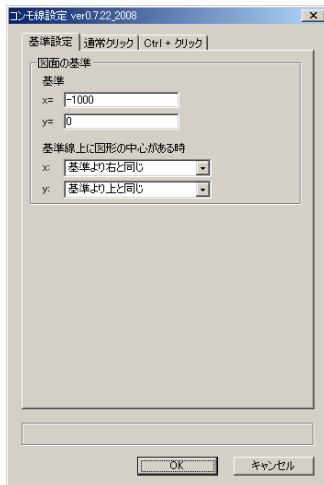 コンモ線設定 ver0.7.22_2008
基準設定 通常クリック Ctrl + クリック
図面の基準
基準
x= -1000
y= 0
基準線上に図形の中心がある時
x: 基準より右と同じ
y: 基準より上と同じ
OK キャンセル